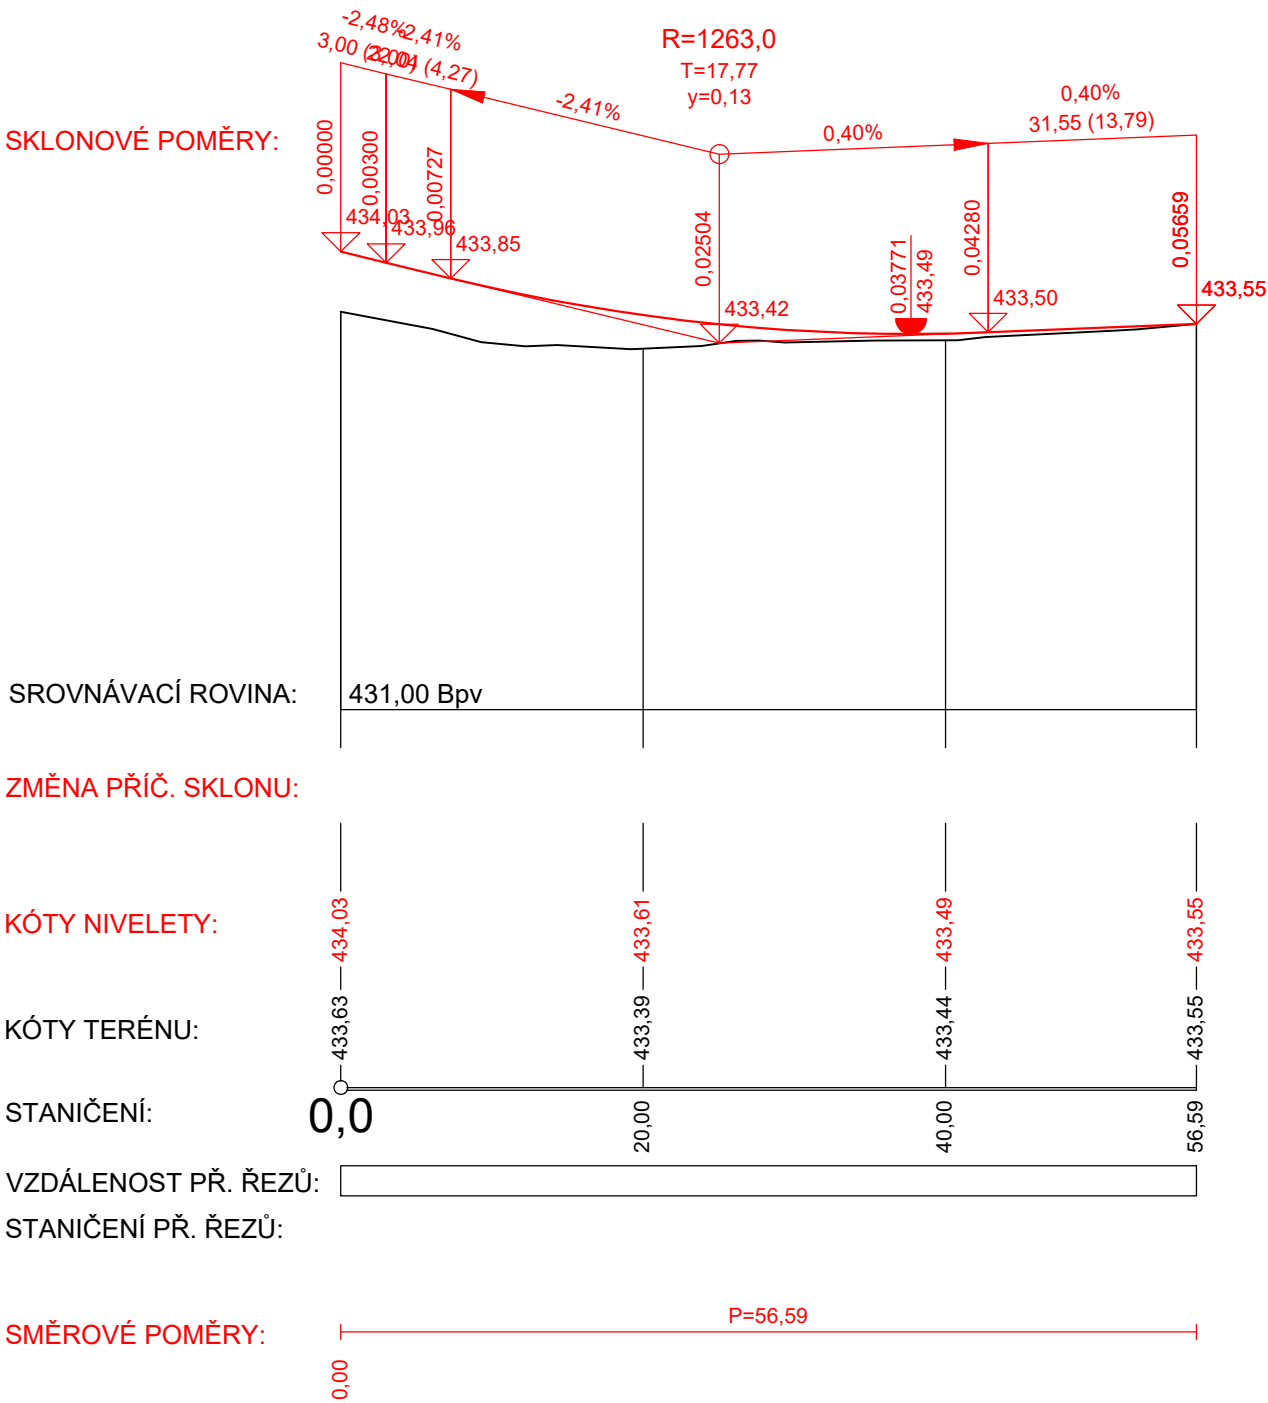 -2,48%
-2,41%
3,00 (3,00)
22,04 (4,27)
R=1263,0
T=17,77
y=0,13
-2,41%
0,40%
0,40%
31,55 (13,79)
SKLONOVÉ POMĚRY:
0,00000
0,00300
0,00727
0,02504
0,03771
433,49
0,04280
0,05659
434,03
433,96
433,85
433,42
433,50
433,55
SROVNÁVACÍ ROVINA:
431,00 Bpv
ZMĚNA PŘÍČ. SKLONU:
KÓTY NIVELETY:
434,03
433,61
433,49
433,55
KÓTY TERÉNU:
433,63
433,39
433,44
433,55
STANIČENÍ:
0,0
20,00
40,00
56,59
VZDÁLENOST PŘ. ŘEZŮ:
STANIČENÍ PŘ. ŘEZŮ:
SMĚROVÉ POMĚRY:
P=56,59
0,00